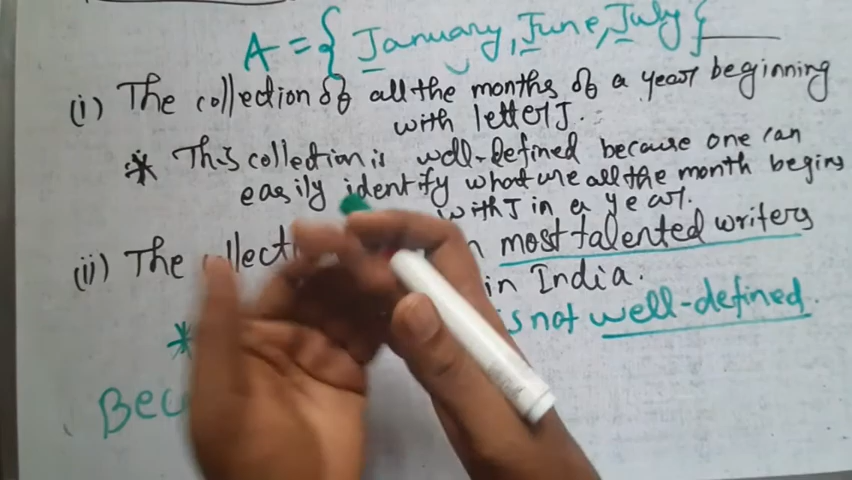 A = { January, June, July {
(i) The collection of all the months of a year beginning
with letter J.
* This collection is well-defined because one can
easily identify what are all the month begins
with J in a year.
(ii) The most talented writers
in India.
* is not well-defined.